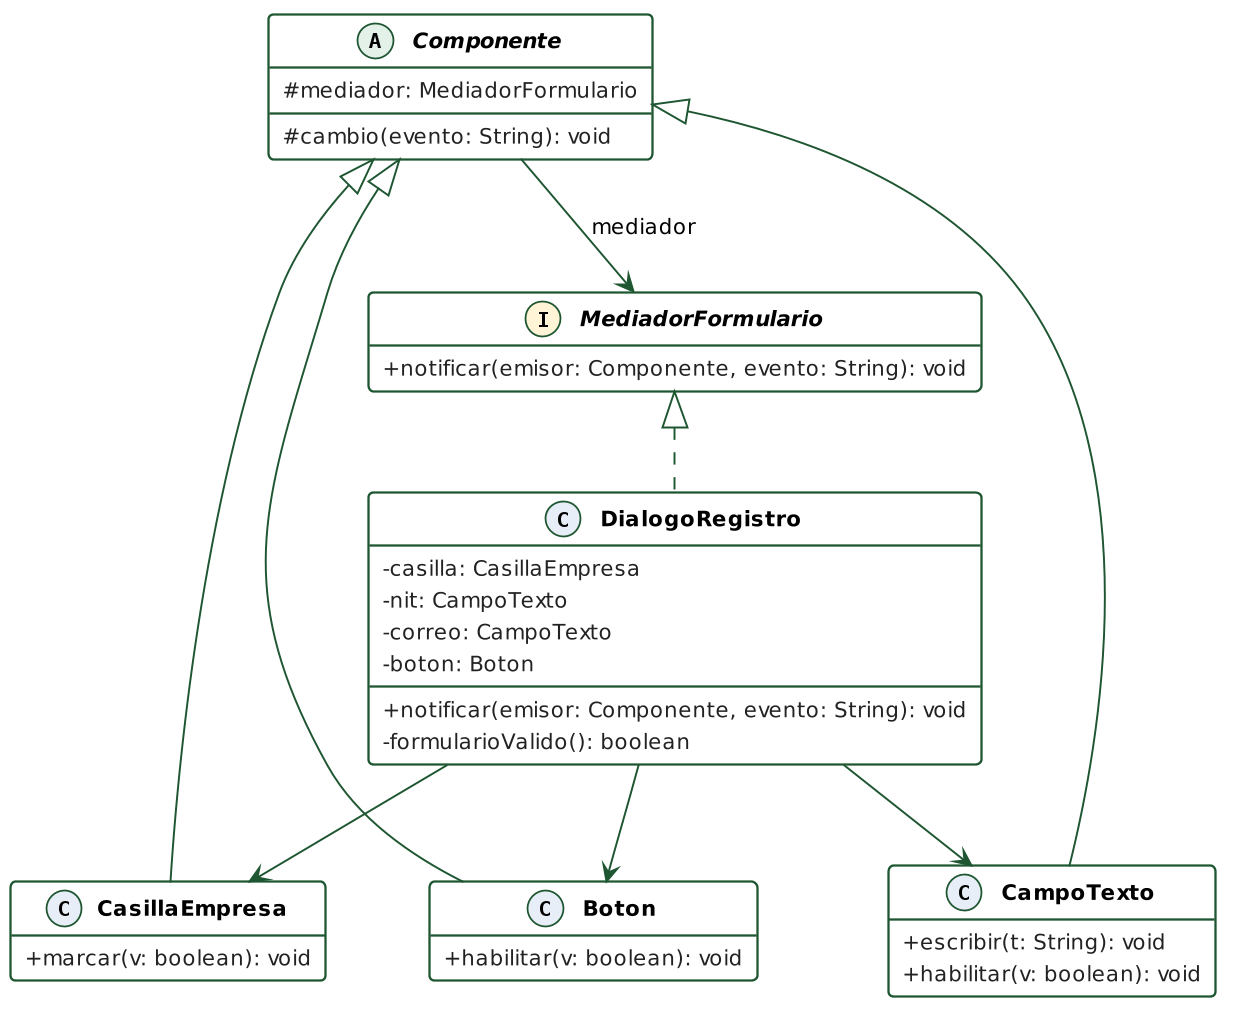 A Componente
#mediador: MediadorFormulario
#cambio(evento: String): void
mediador
I MediadorFormulario
+notificar(emisor: Componente, evento: String): void
C DialogoRegistro
-casilla: CasillaEmpresa
-nit: CampoTexto
-correo: CampoTexto
-boton: Boton
+notificar(emisor: Componente, evento: String): void
-formularioValido(): boolean
C CasillaEmpresa
+marcar(v: boolean): void
C Boton
+habilitar(v: boolean): void
C CampoTexto
+escribir(t: String): void
+habilitar(v: boolean): void